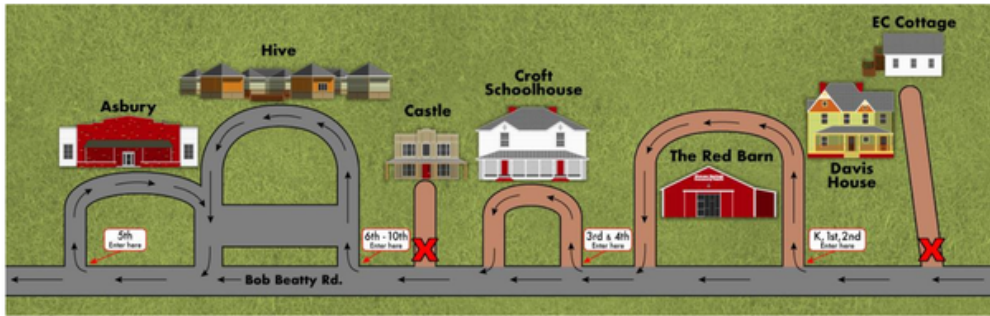 EC Cottage
Hive
Croft
Schoolhouse
Asbury
Castle
The Red Barn
Davis
House
5th
Enter here
6th - 10th
Enter here
X
3rd & 4th
Enter here
K, 1st, 2nd
Enter here
X
Bob Beatty Rd.